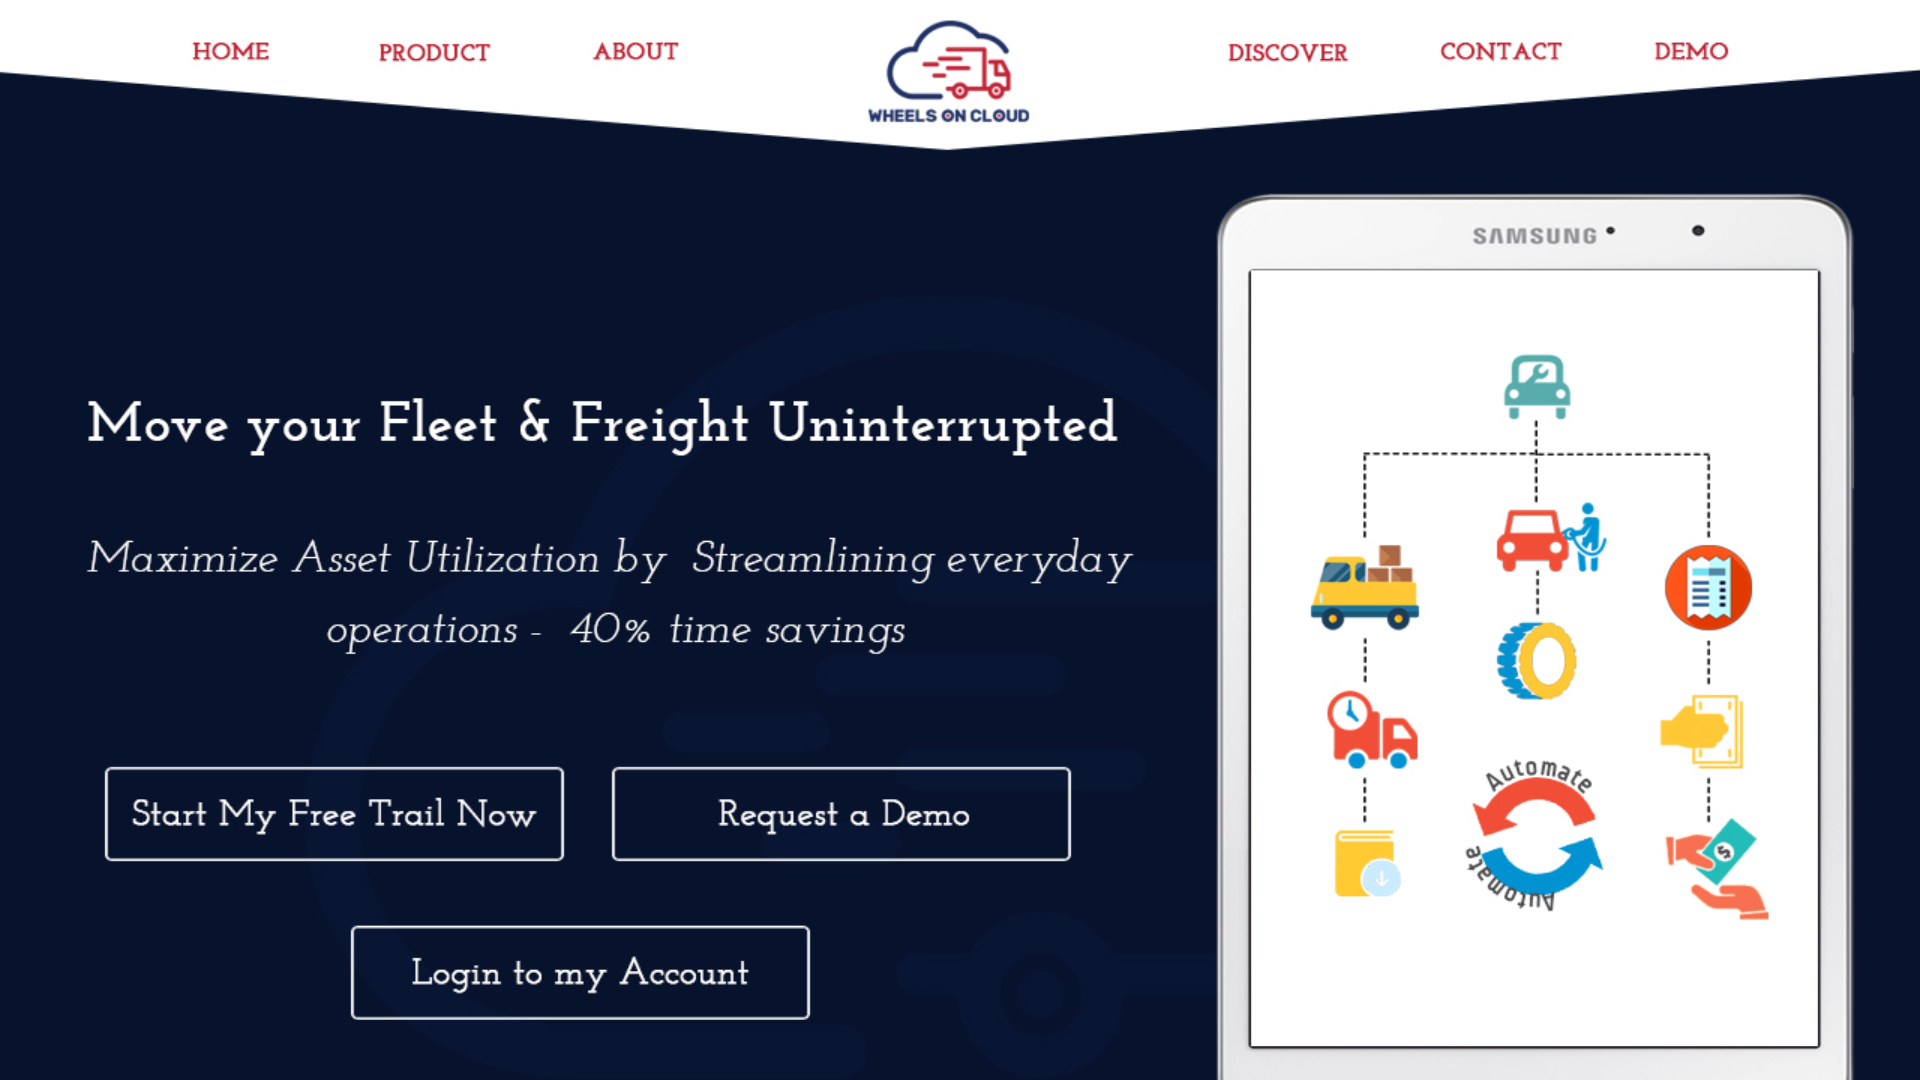 HOME PRODUCT ABOUT
WHEELS ON CLOUD
DISCOVER CONTACT DEMO
SAMSUNG
Move your Fleet & Freight Uninterrupted
Maximize Asset Utilization by Streamlining everyday
operations - 40% time savings
Start My Free Trail Now
Request a Demo
Login to my Account
Automate
Automate